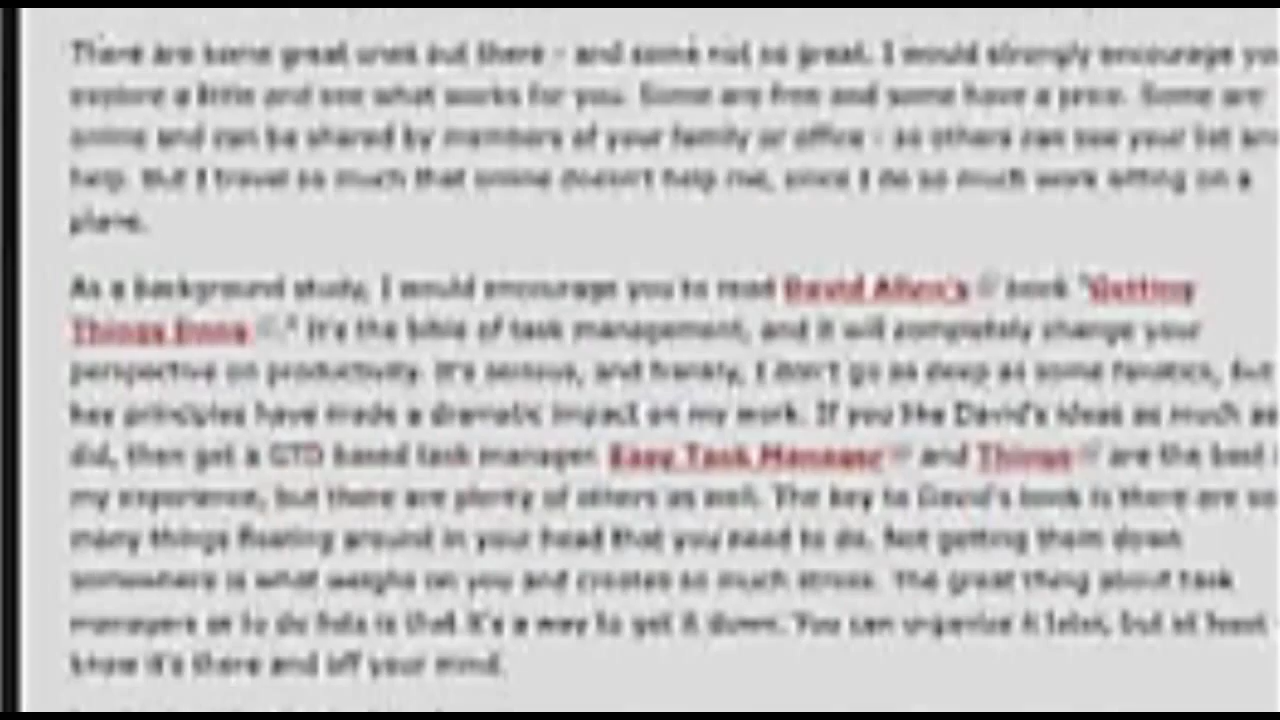 There are some great ones out there - and some not so great. I would strongly encourage
explore a little and see what works for you. Some are free and some have a price. Some are
online and can be shared by members of your family or office - so others can see your list
help. But I travel so much that online doesn't help me, since I do so much work sitting on a
plane.
As a background study, I would encourage you to read David Allen's book "Getting
Things Done." It's the bible of task management, and it will completely change your
perspective on productivity. It's serious, and frankly, I don't go as deep as some fanatics, but
key principles have made a dramatic impact on my work. If you like David's ideas as much as
did, then get a GTD based task manager. Easy Task Manager and Things are the best
my experience, but there are plenty of others as well. The key to David's book is there are so
many things floating around in your head that you need to do. Not getting them down
somewhere is what weighs on you and creates so much stress. The great thing about task
managers or to do lists is that it's a way to get it down. You can organize it later, but at least
know it's there and off your mind.